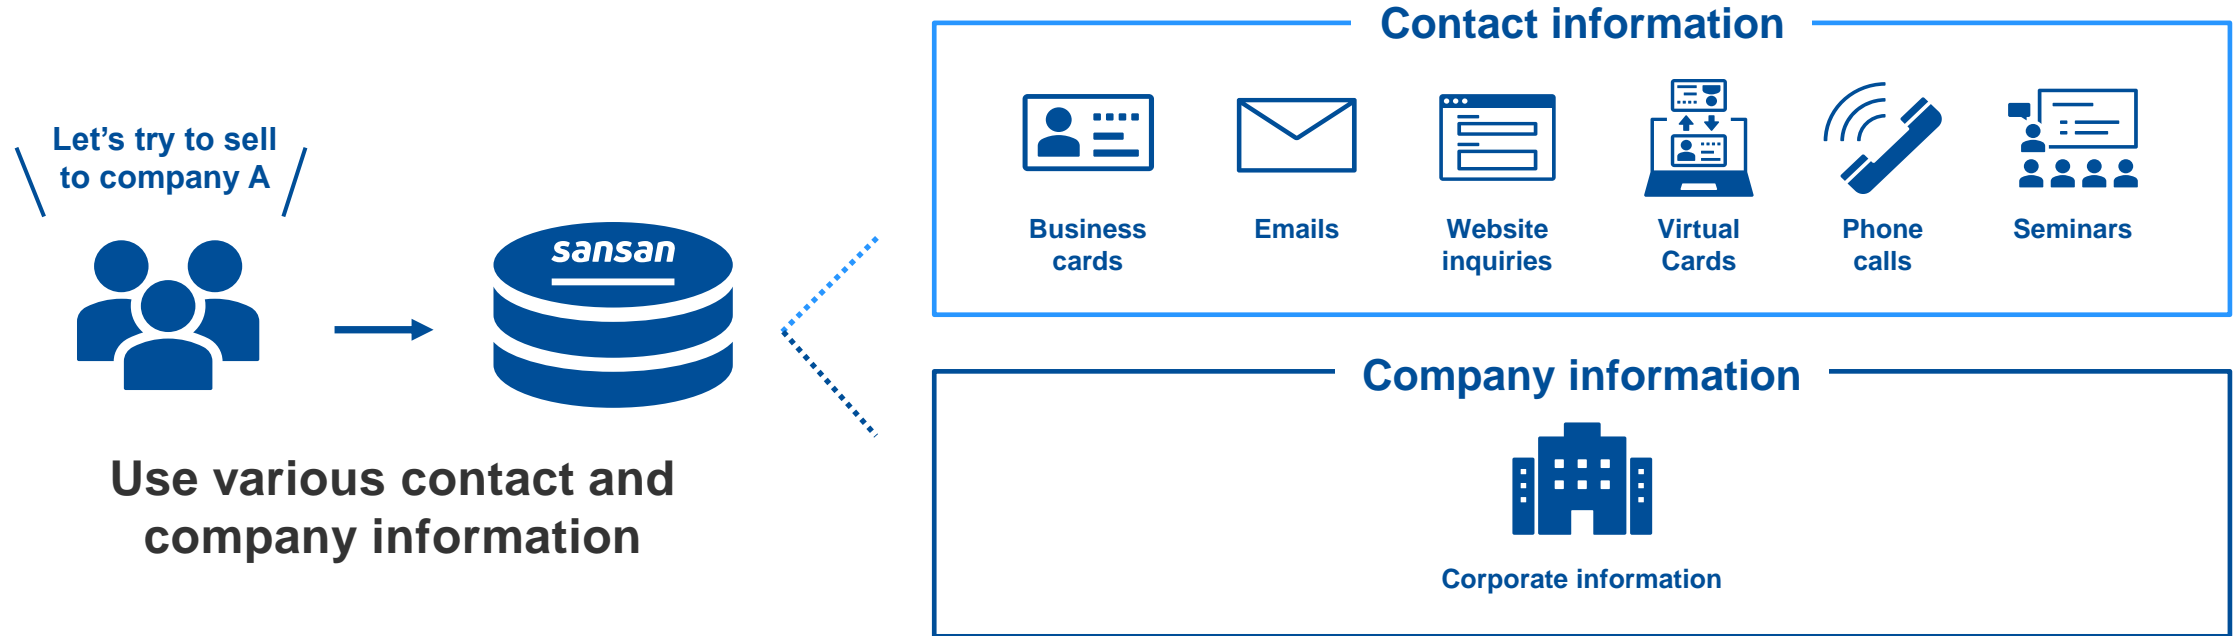 Let’s try to sell
to company A
sansan
Use various contact and
company information
Contact information
Business
cards
Emails
Website
inquiries
Virtual
Cards
Phone
calls
Seminars
Company information
Corporate information